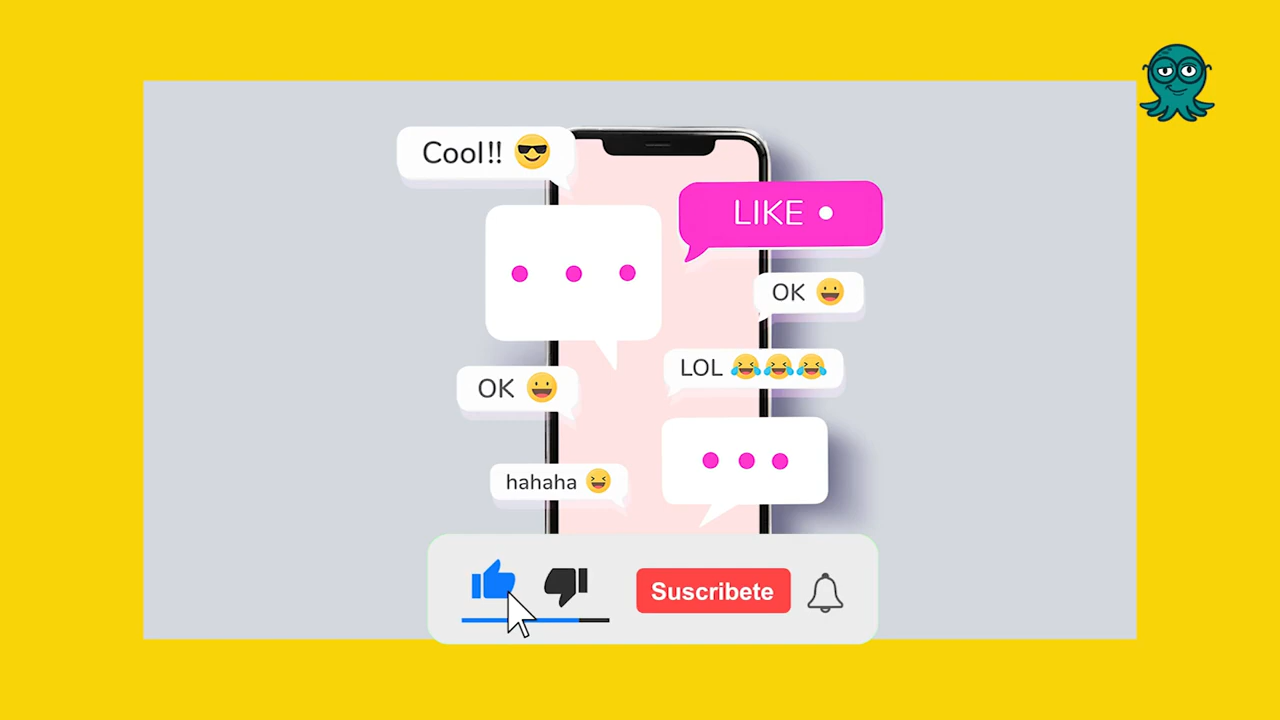 Cool!! 😎
LIKE
OK 😃
LOL 😂😂😂
OK 😃
hahaha 😆
Suscribete